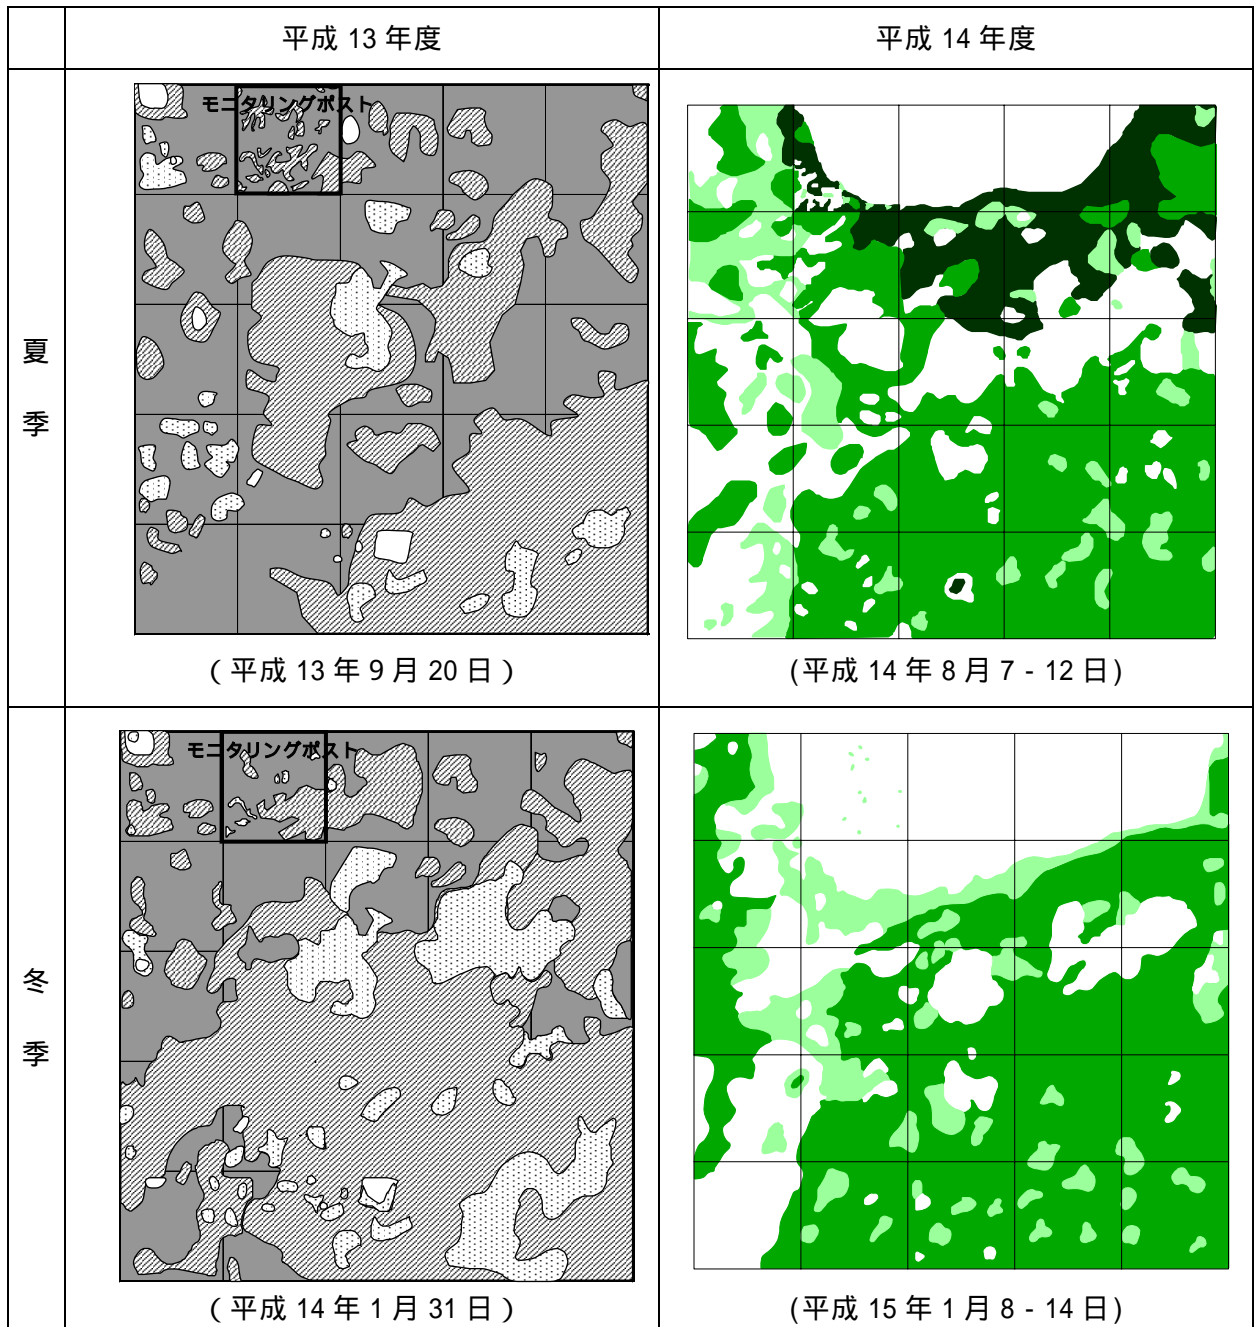 平成 13 年度
平成 14 年度
夏季
モニタリングポスト
(平成 13 年 9 月 20 日)
(平成 14 年 8 月 7 - 12 日)
冬季
モニタリングポスト
(平成 14 年 1 月 31 日)
(平成 15 年 1 月 8 - 14 日)